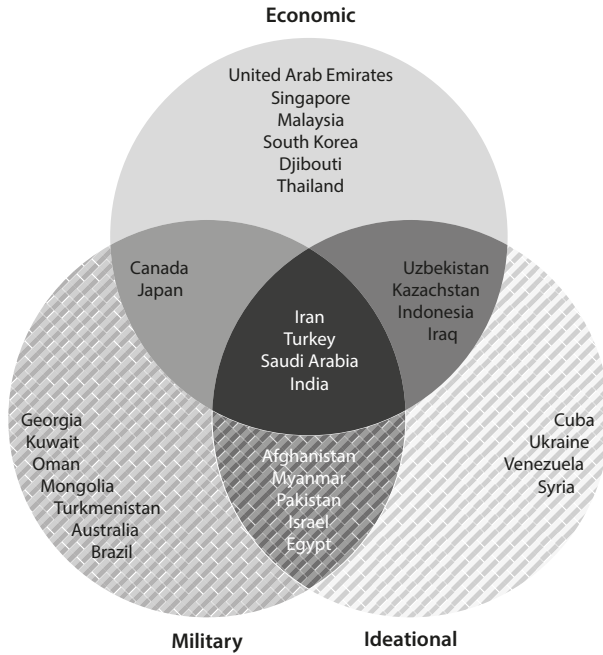 Economic
United Arab Emirates
Singapore
Malaysia
South Korea
Djibouti
Thailand
Canada
Japan
Uzbekistan
Kazachstan
Indonesia
Iraq
Iran
Turkey
Saudi Arabia
India
Georgia
Kuwait
Oman
Mongolia
Turkmenistan
Australia
Brazil
Afghanistan
Myanmar
Pakistan
Israel
Egypt
Cuba
Ukraine
Venezuela
Syria
Military
Ideational